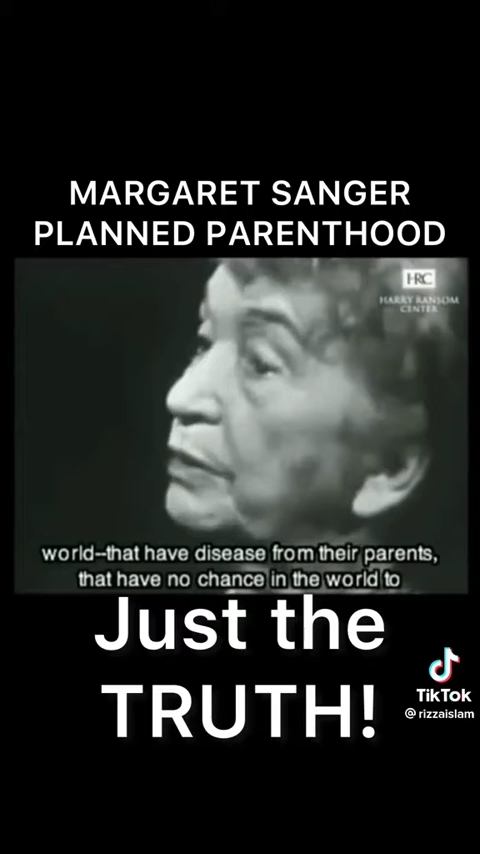 MARGARET SANGER
PLANNED PARENTHOOD
HRC
HARRY RANSOM
CENTER
world--that have disease from their parents,
that have no chance in the world to
Just the
TRUTH!
TikTok
@rizzaislam